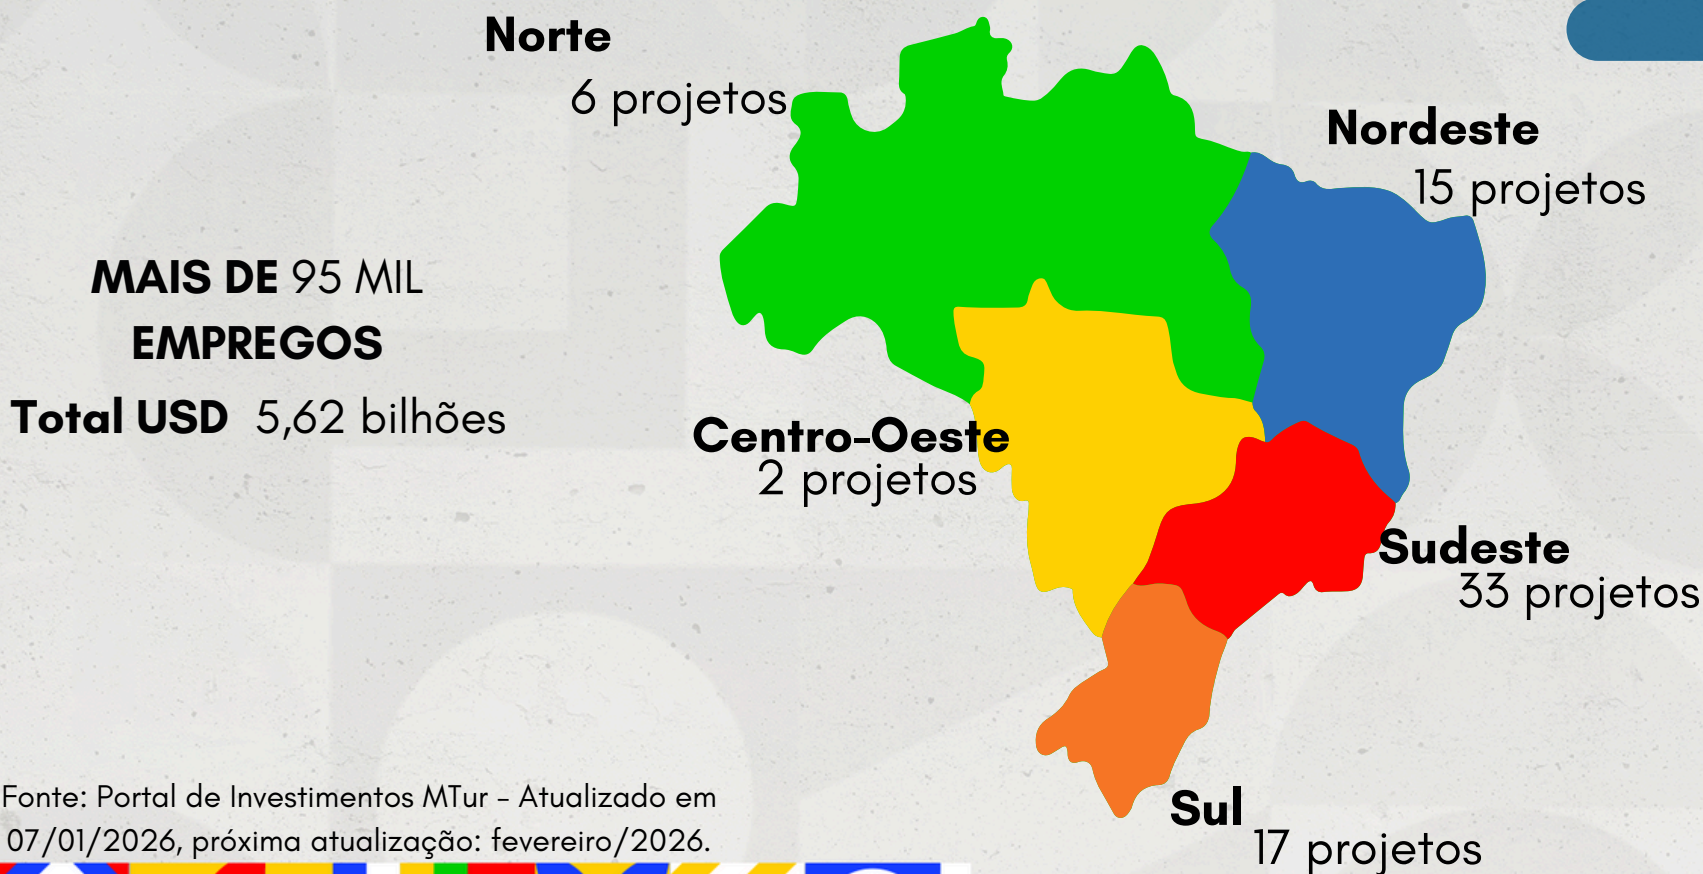 Norte
6 projetos
Nordeste
15 projetos
MAIS DE 95 MIL
EMPREGOS
Total USD 5,62 bilhões
Centro-Oeste
2 projetos
Sudeste
33 projetos
Sul
17 projetos
Fonte: Portal de Investimentos MTur - Atualizado em
07/01/2026, próxima atualização: fevereiro/2026.